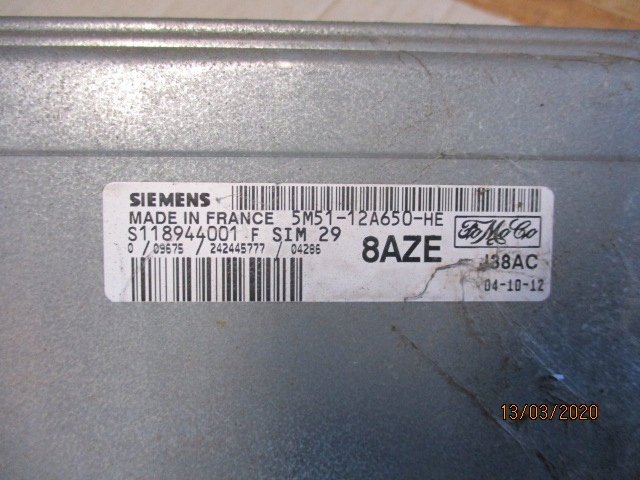 SIEMENS
MADE IN FRANCE 5M51-12A650-HE
S118944001 F SIM 29
0 / 09675 / 242445777 / 04286
8AZE
FoMoCo
J38AC
04-10-12
13/03/2020